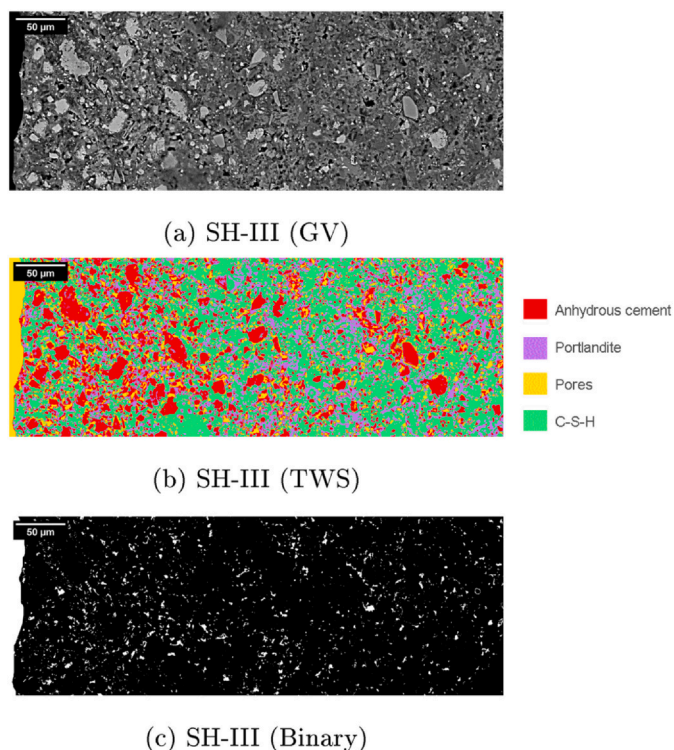 50 µm
(a) SH-III (GV)
50 µm
Anhydrous cement
Portlandite
Pores
C-S-H
(b) SH-III (TWS)
50 µm
(c) SH-III (Binary)